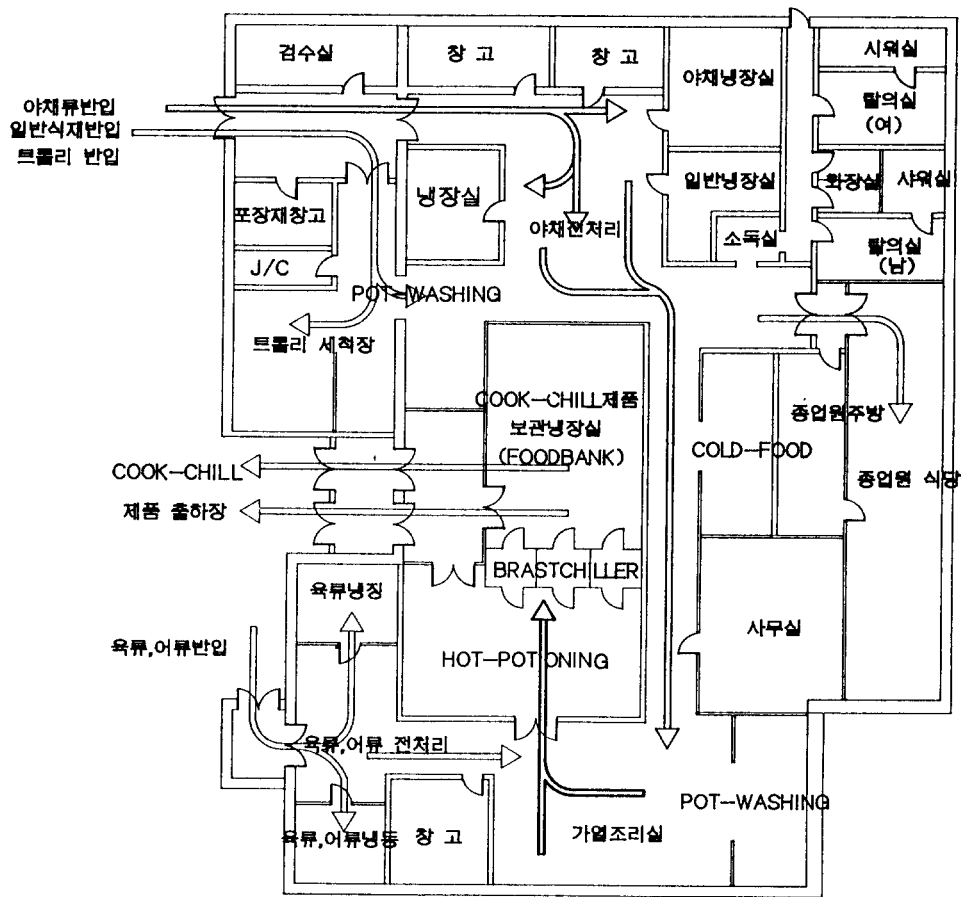 검수실
창 고
창 고
야채냉장실
시워실
탈의실
(여)
야채류반입
일반식재반입
트롤리 반입
포장재창고
냉장실
일반냉장실
화장실
샤워실
J/C
야채전처리
소독실
탈의실
(남)
POT-WASHING
트롤리 세척장
COOK-CHILL제품
보관냉장실
(FOODBANK)
종업원주방
COLD-FOOD
종업원 식당
COOK-CHILL
제품 출하장
BRASTCHILLER
육류냉장
육류,어류반입
사무실
HOT-POTIONING
육류,어류 전처리
육류,어류냉동
창 고
가열조리실
POT-WASHING